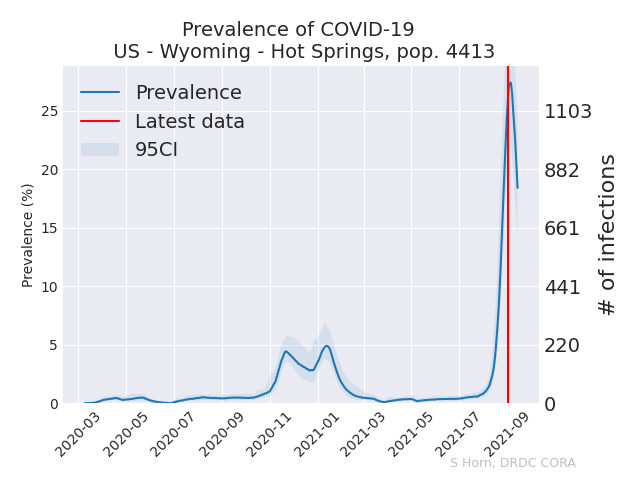 Prevalence of COVID-19
US - Wyoming - Hot Springs, pop. 4413
Prevalence
Latest data
95CI
Prevalence (%)
25
20
15
10
5
0
1103
882
661
441
220
0
# of infections
2020-03
2020-05
2020-07
2020-09
2020-11
2021-01
2021-03
2021-05
2021-07
2021-09
S Horn, DRDC CORA